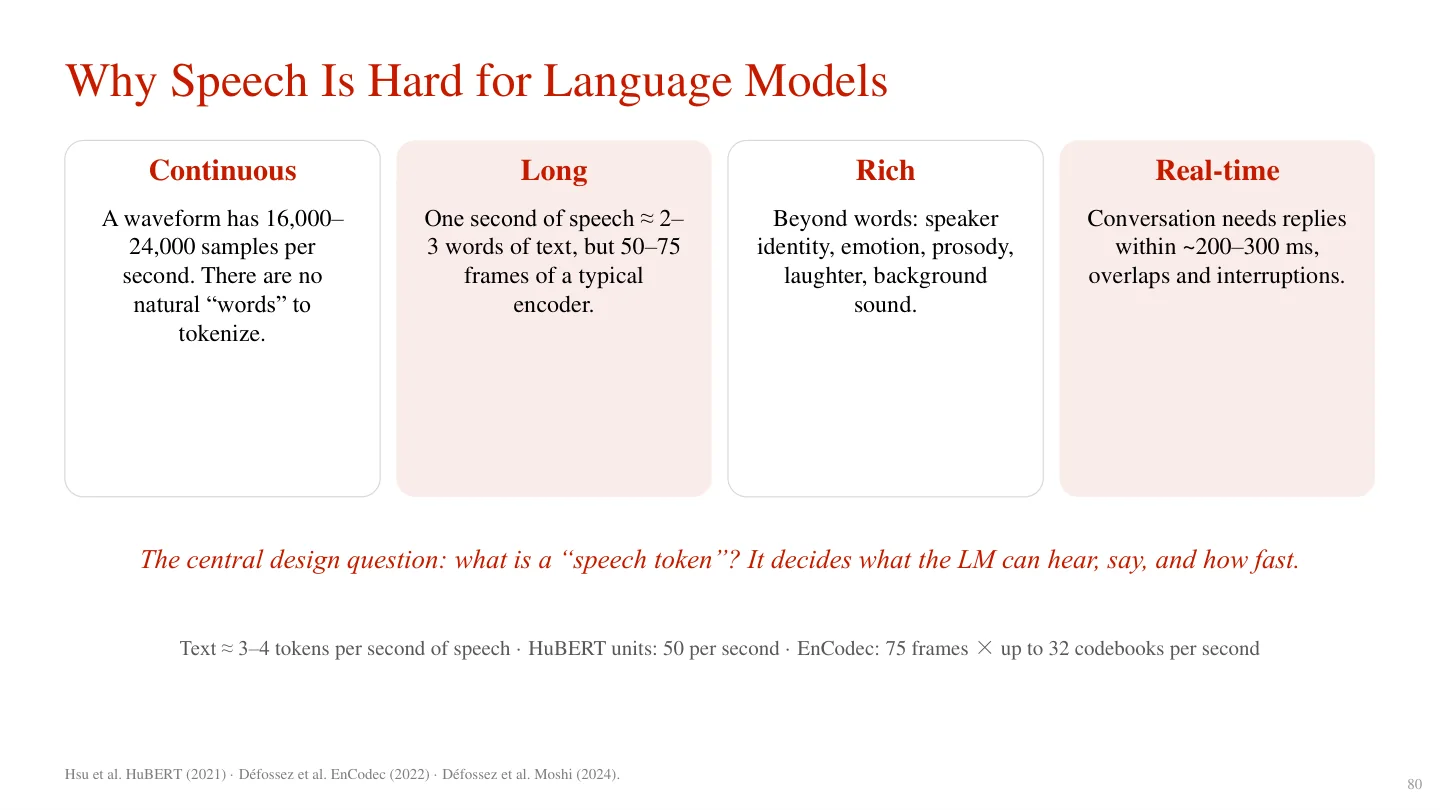 Why Speech Is Hard for Language Models
Continuous
A waveform has 16,000–
24,000 samples per
second. There are no
natural “words” to
tokenize.
Long
One second of speech ≈ 2–
3 words of text, but 50–75
frames of a typical
encoder.
Rich
Beyond words: speaker
identity, emotion, prosody,
laughter, background
sound.
Real-time
Conversation needs replies
within ~200–300 ms,
overlaps and interruptions.
The central design question: what is a “speech token”? It decides what the LM can hear, say, and how fast.
Text ≈ 3–4 tokens per second of speech · HuBERT units: 50 per second · EnCodec: 75 frames × up to 32 codebooks per second
Hsu et al. HuBERT (2021) · Défossez et al. EnCodec (2022) · Défossez et al. Moshi (2024).
80